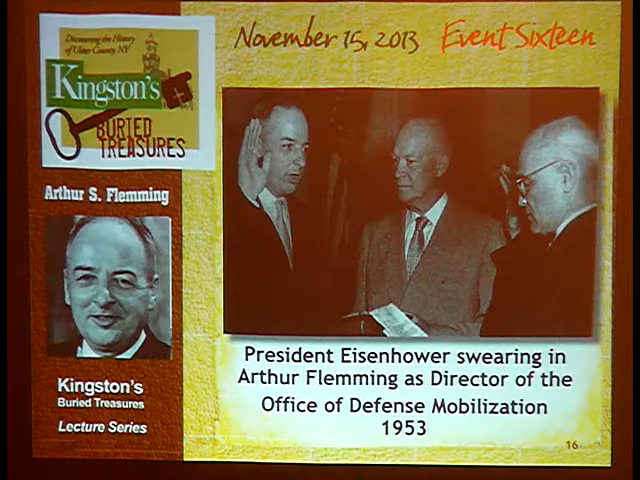 Discovering the History
of Ulster County, NY
Kingston's
BURIED
TREASURES
November 15, 2013 Event Sixteen
Arthur S. Flemming
Kingston's
Buried Treasures
Lecture Series
President Eisenhower swearing in
Arthur Flemming as Director of the
Office of Defense Mobilization
1953
16